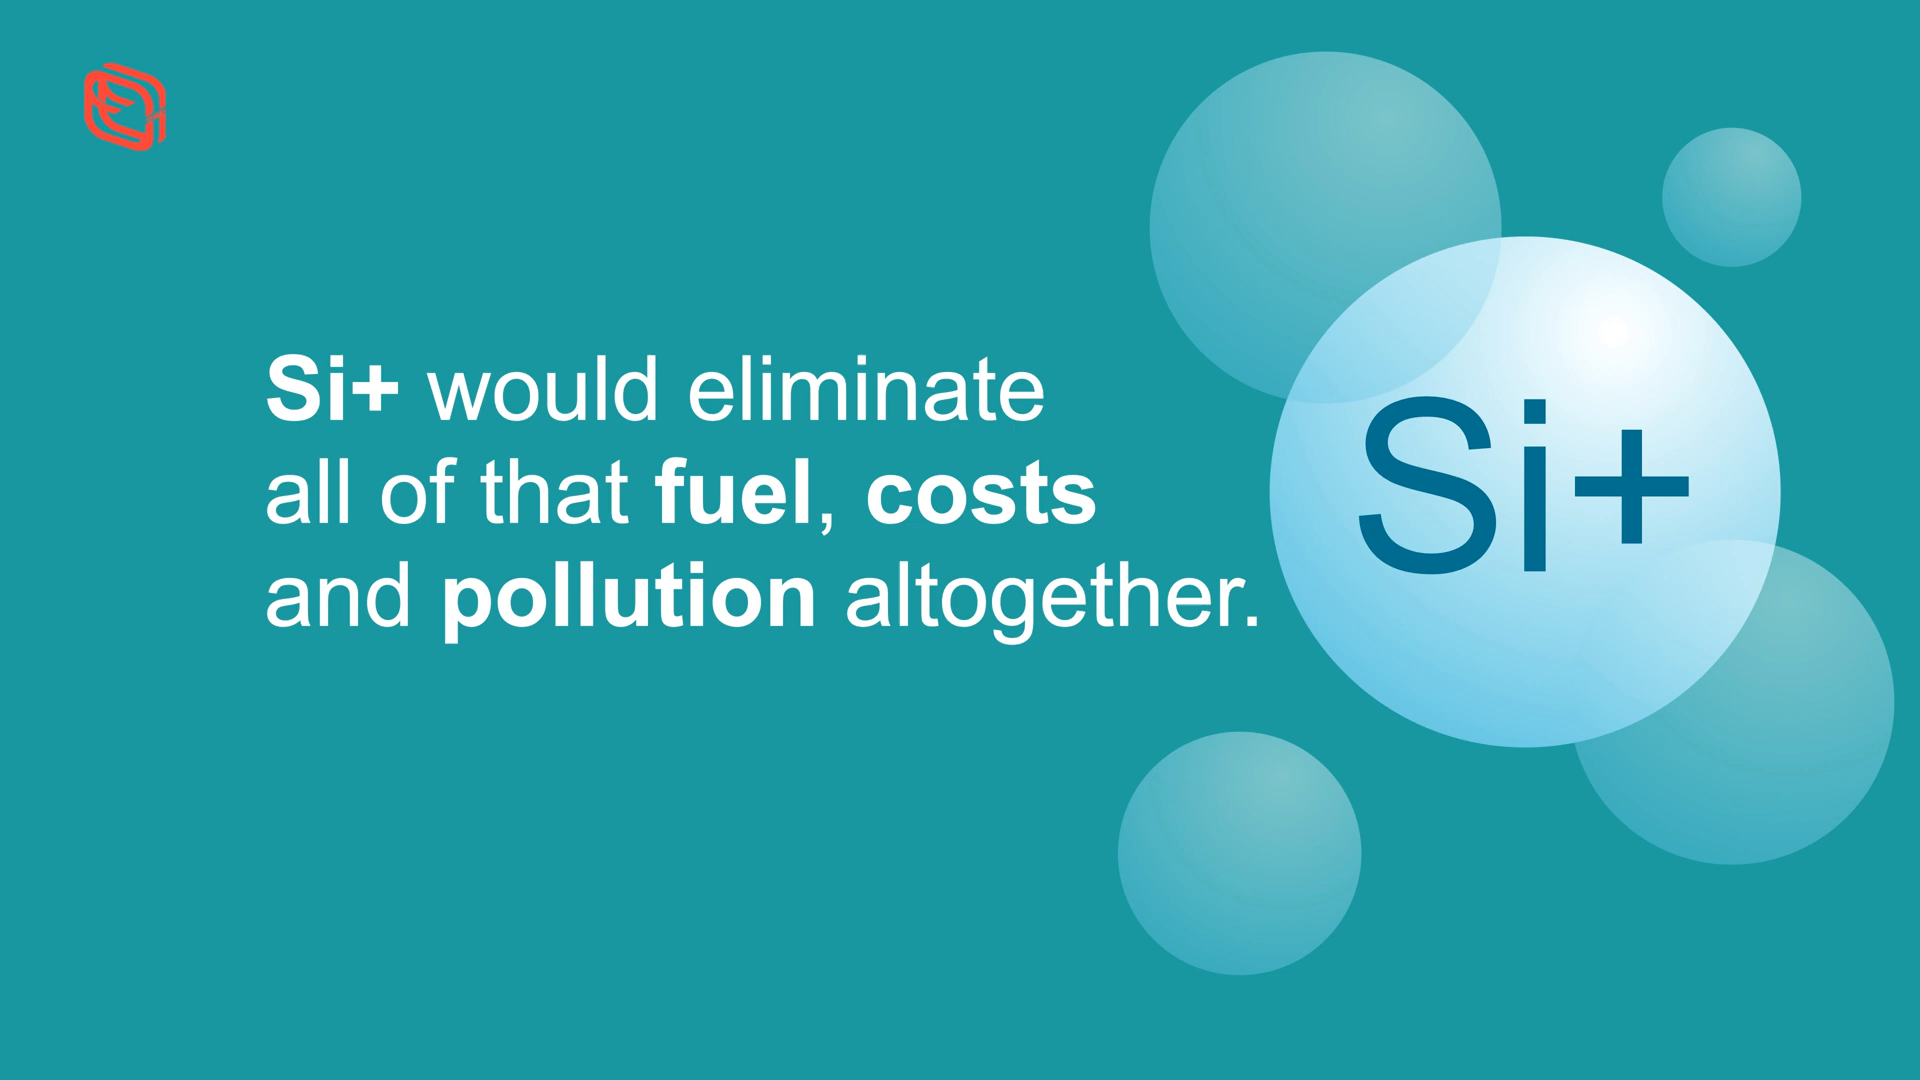 Si+ would eliminate
all of that fuel, costs
and pollution altogether.
Si+